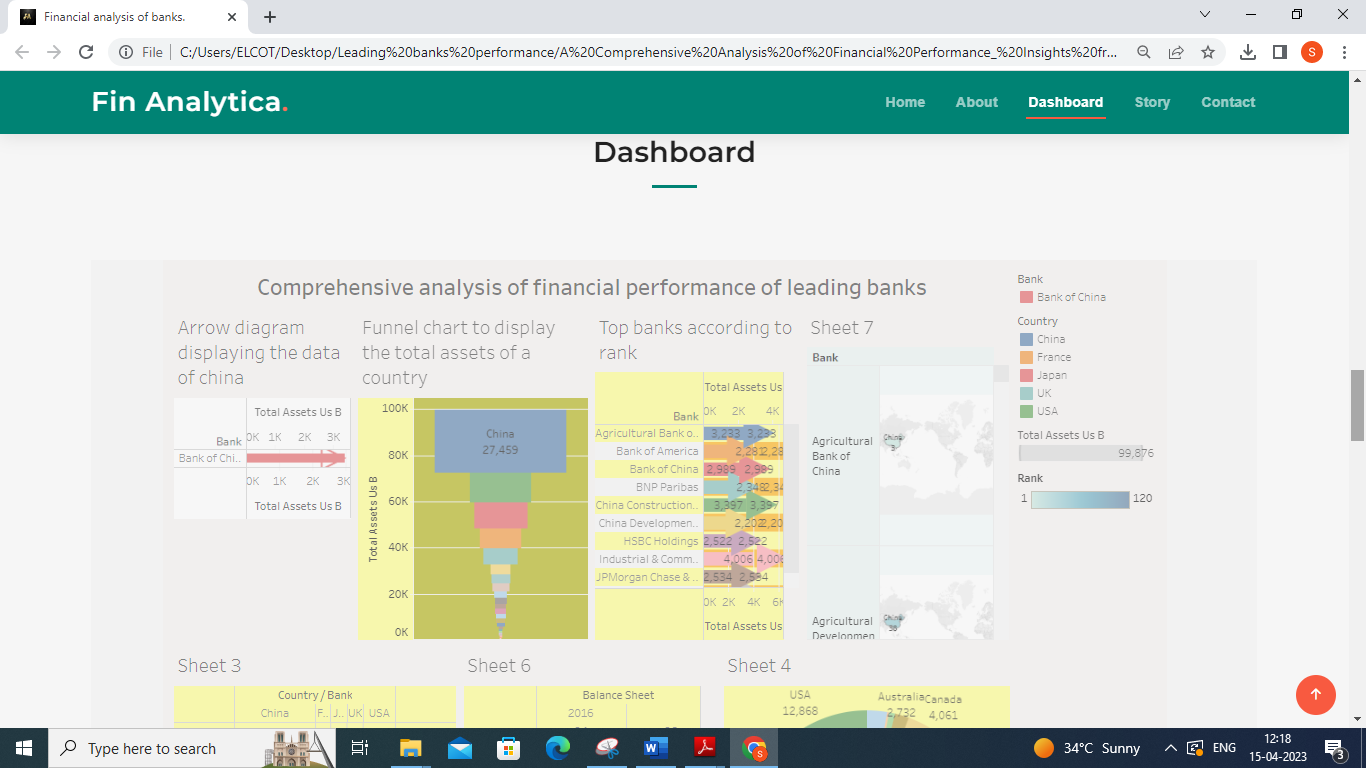 Financial analysis of banks.
File
C:/Users/ELCOT/Desktop/Leading%20banks%20performance/A%20Comprehensive%20Analysis%20of%20Financial%20Performance_%20Insights%20fr...
S
Fin Analytica.
Home About Dashboard Story Contact
Dashboard
Comprehensive analysis of financial performance of leading banks
Arrow diagram
displaying the data
of china
Total Assets Us B
Bank
0K 1K 2K 3K
Bank of Chi..
0K 1K 2K 3K
Total Assets Us B
Funnel chart to display
the total assets of a
country
Total Assets Us B
100K
80K
60K
40K
20K
0K
China
27,459
Top banks according to
rank
Total Assets Us
Bank
0K 2K 4K
Agricultural Bank o.. 3,233 3,233
Bank of America 2,281
Bank of China 2,989 2,989
BNP Paribas 2,348
China Construction.. 3,397 3,397
China Developmen.. 2,202
HSBC Holdings 2,522 2,522
Industrial & Comm.. 4,006 4,006
JPMorgan Chase & .. 2,534 2,534
0K 2K 4K 6K
Total Assets Us
Sheet 7
Bank
Agricultural
Bank of
China
China
3
Agricultural
Developmen
China
30
Bank
Bank of China
Country
China
France
Japan
UK
USA
Total Assets Us B
99,876
Rank
1 120
Sheet 3
Country / Bank
China F.. J.. UK USA
Sheet 6
Balance Sheet
2016
Sheet 4
USA
12,868
Australia
2,732
Canada
4,061
Type here to search
34°C Sunny
ENG
12:18
15-04-2023
3